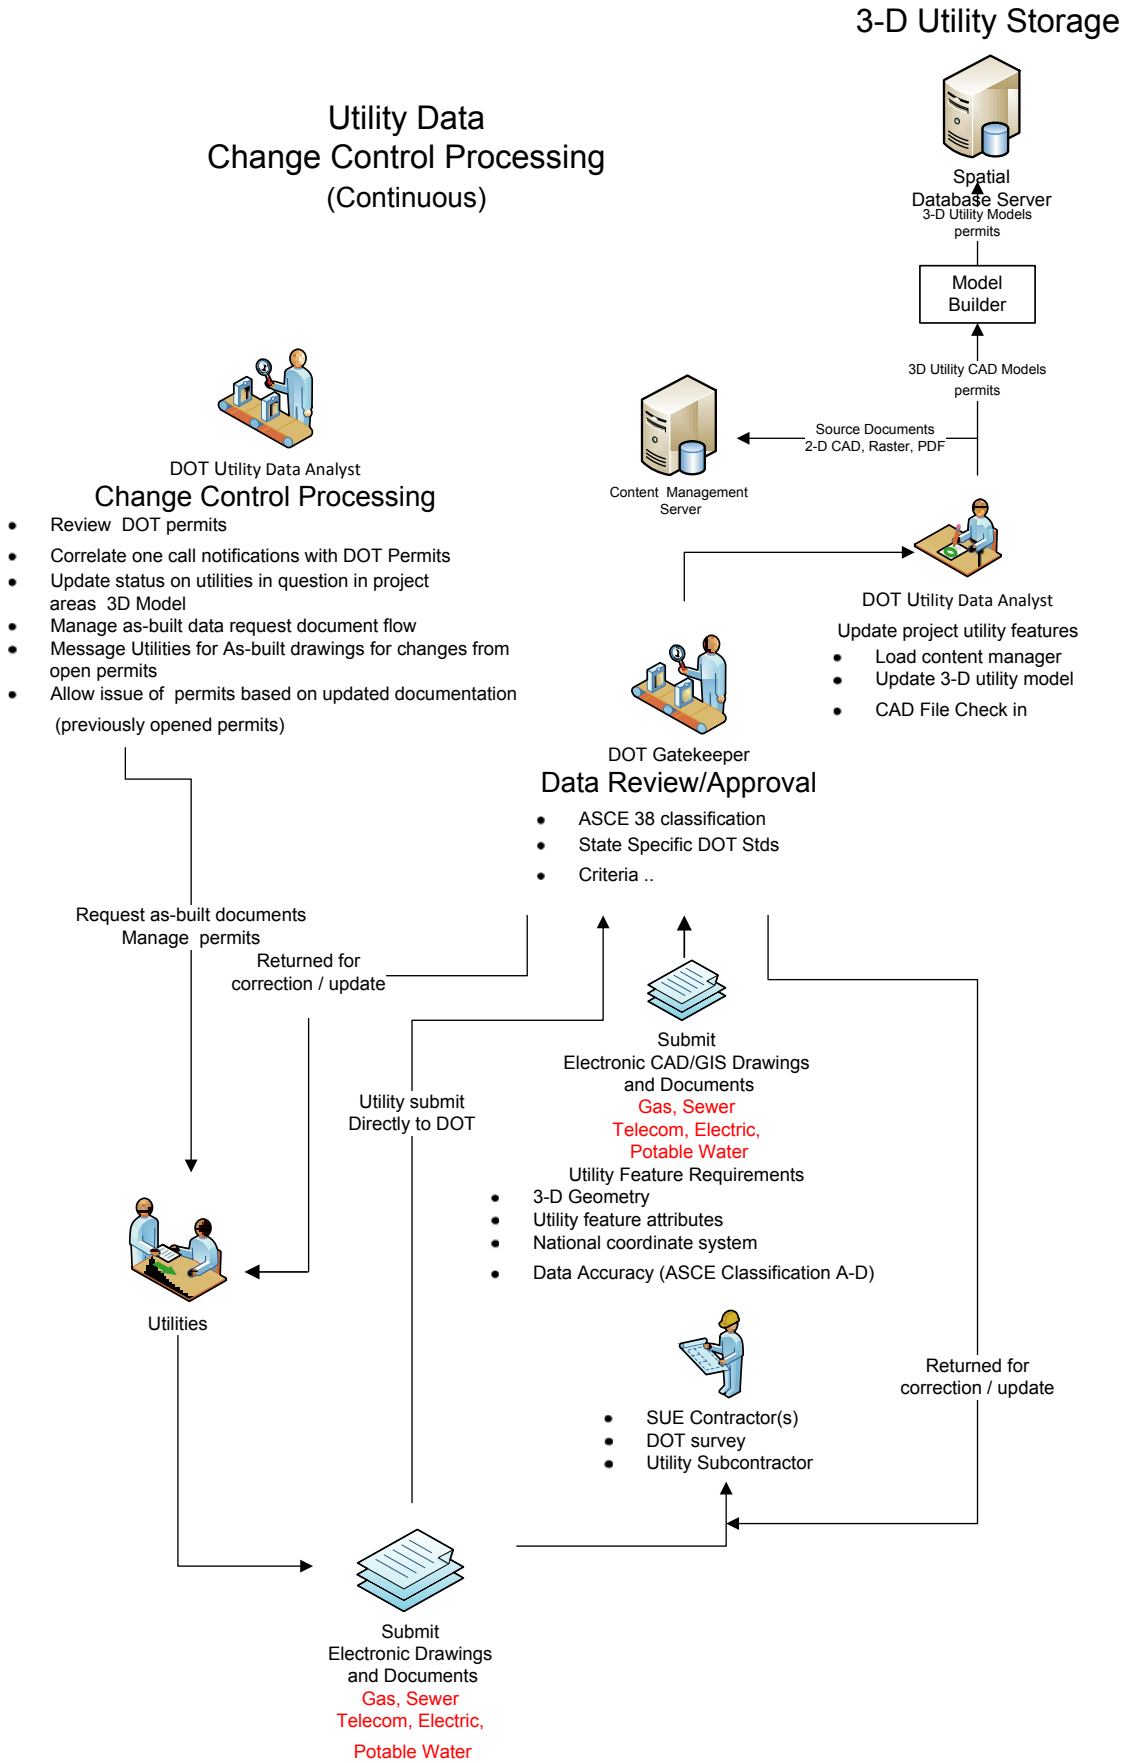 3-D Utility Storage
Utility Data
Change Control Processing
(Continuous)
Spatial
Database Server
3-D Utility Models
permits
Model
Builder
3D Utility CAD Models
permits
Source Documents
2-D CAD, Raster, PDF
Content Management
Server
DOT Utility Data Analyst
Change Control Processing
• Review DOT permits
• Correlate one call notifications with DOT Permits
• Update status on utilities in question in project
areas 3D Model
• Manage as-built data request document flow
• Message Utilities for As-built drawings for changes from
open permits
• Allow issue of permits based on updated documentation
(previously opened permits)
DOT Utility Data Analyst
Update project utility features
• Load content manager
• Update 3-D utility model
• CAD File Check in
DOT Gatekeeper
Data Review/Approval
• ASCE 38 classification
• State Specific DOT Stds
• Criteria ..
Request as-built documents
Manage permits
Returned for
correction / update
Submit
Electronic CAD/GIS Drawings
and Documents
Gas, Sewer
Telecom, Electric,
Potable Water
Utility Feature Requirements
• 3-D Geometry
• Utility feature attributes
• National coordinate system
• Data Accuracy (ASCE Classification A-D)
Utility submit
Directly to DOT
Utilities
• SUE Contractor(s)
• DOT survey
• Utility Subcontractor
Returned for
correction / update
Submit
Electronic Drawings
and Documents
Gas, Sewer
Telecom, Electric,
Potable Water